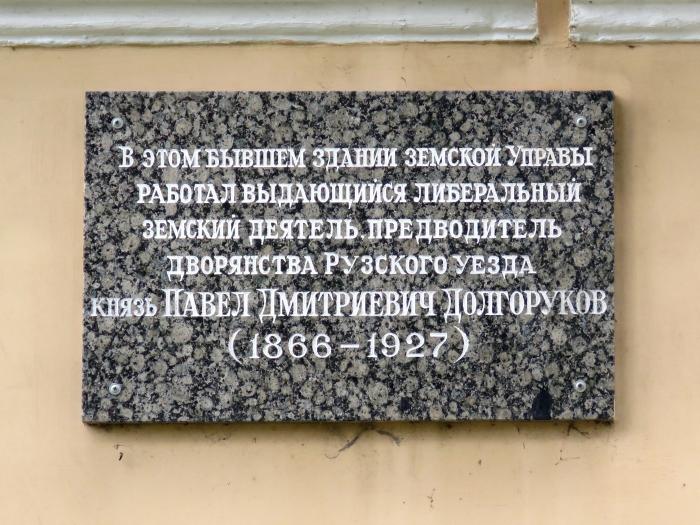 В ЭТОМ БЫВШЕМ ЗДАНИИ ЗЕМСКОЙ УПРАВЫ
РАБОТАЛ ВЫДАЮЩИЙСЯ ЛИБЕРАЛЬНЫЙ
ЗЕМСКИЙ ДЕЯТЕЛЬ, ПРЕДВОДИТЕЛЬ
ДВОРЯНСТВА РУЗСКОГО УЕЗДА
КНЯЗЬ ПАВЕЛ ДМИТРИЕВИЧ ДОЛГОРУКОВ
(1866-1927)